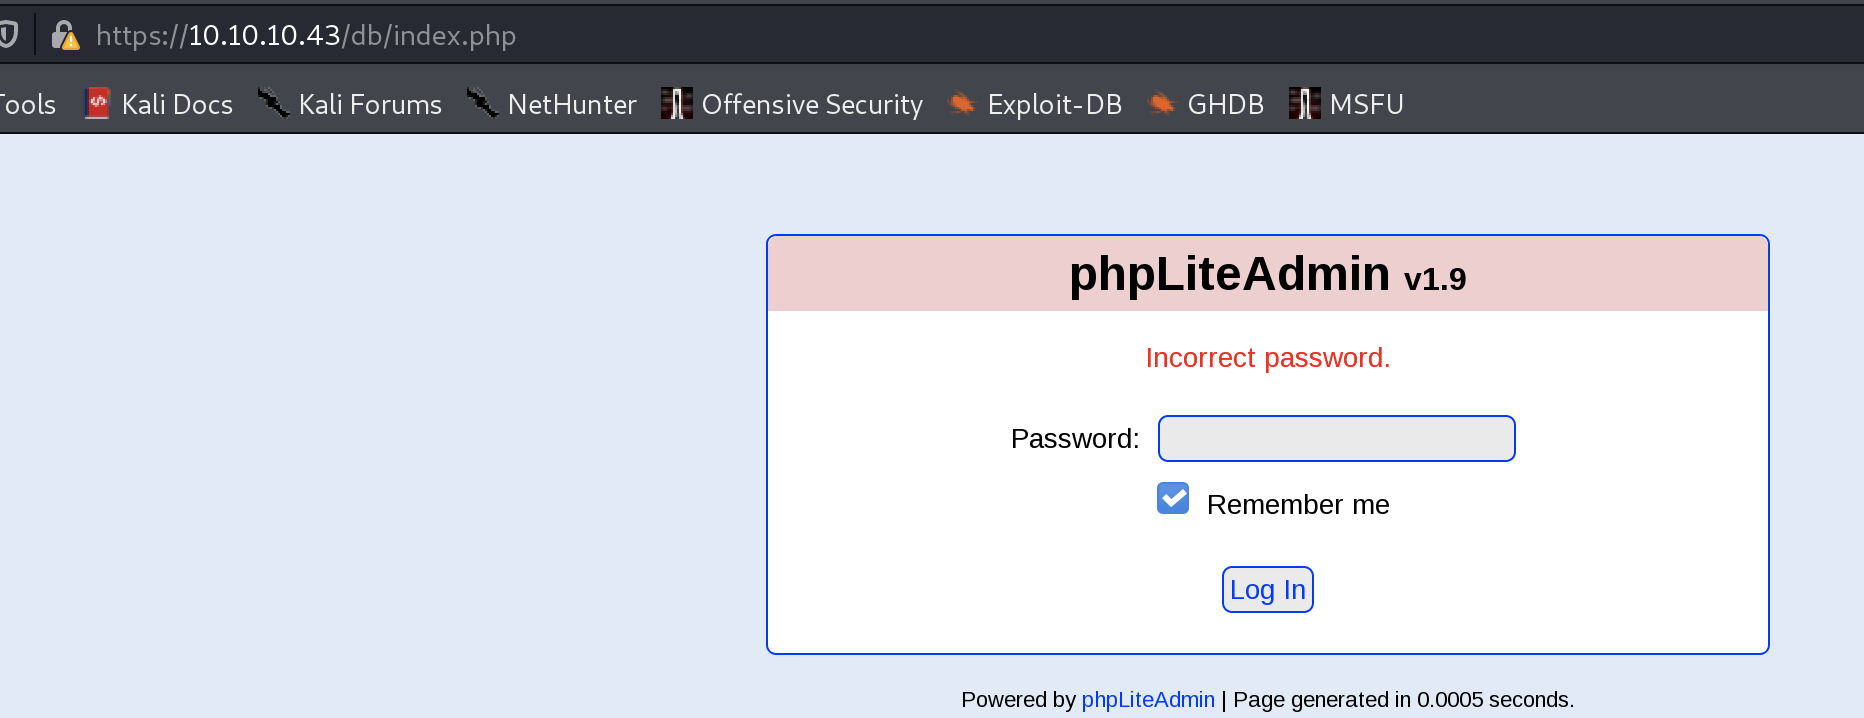 https://10.10.10.43/db/index.php
Tools Kali Docs Kali Forums NetHunter Offensive Security Exploit-DB GHDB MSFU
phpLiteAdmin v1.9
Incorrect password.
Password:
Remember me
Log In
Powered by phpLiteAdmin | Page generated in 0.0005 seconds.